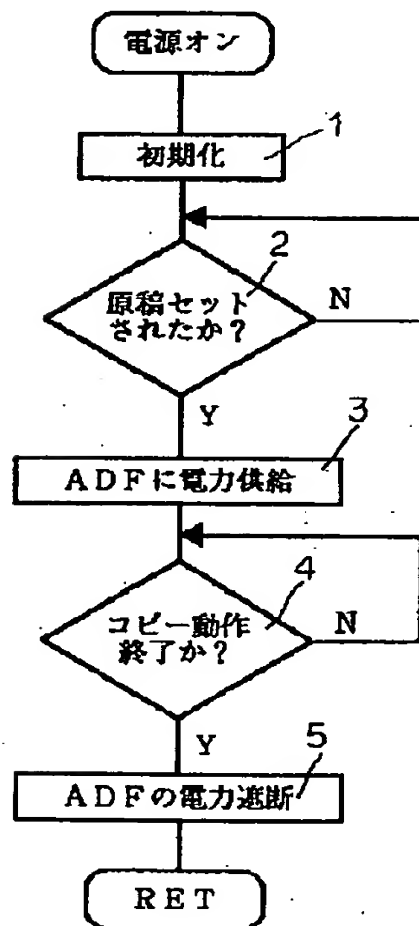 電源オン
1
初期化
2
原稿セット
されたか?
N
Y
3
ADFに電力供給
4
コピー動作
終了か?
N
Y
5
ADFの電力遮断
RET